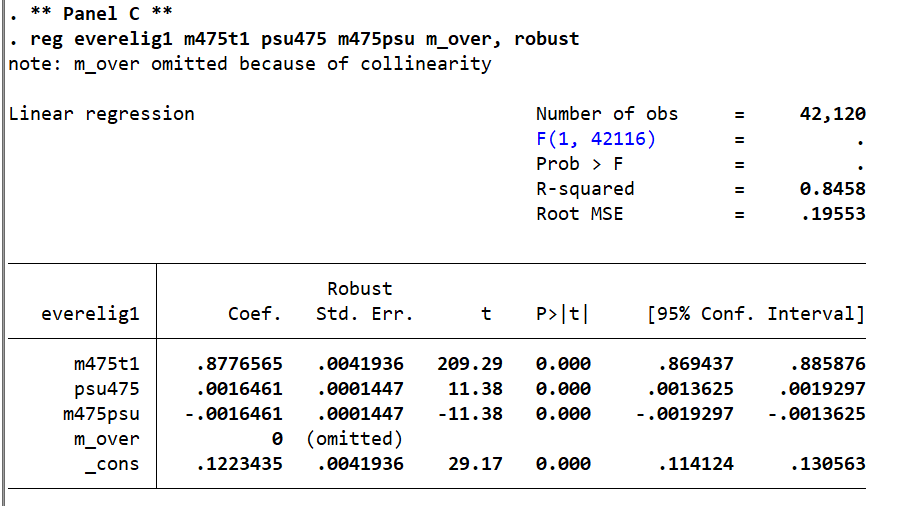 . ** Panel C **
. reg everelig1 m475t1 psu475 m475psu m_over, robust
note: m_over omitted because of collinearity
Linear regression Number of obs = 42,120
F(1, 42116) = .
Prob > F = .
R-squared = 0.8458
Root MSE = .19553
Robust
everelig1 Coef. Std. Err. t P>|t| [95% Conf. Interval]
m475t1 .8776565 .0041936 209.29 0.000 .869437 .885876
psu475 .0016461 .0001447 11.38 0.000 .0013625 .0019297
m475psu -.0016461 .0001447 -11.38 0.000 -.0019297 -.0013625
m_over 0 (omitted)
_cons .1223435 .0041936 29.17 0.000 .114124 .130563